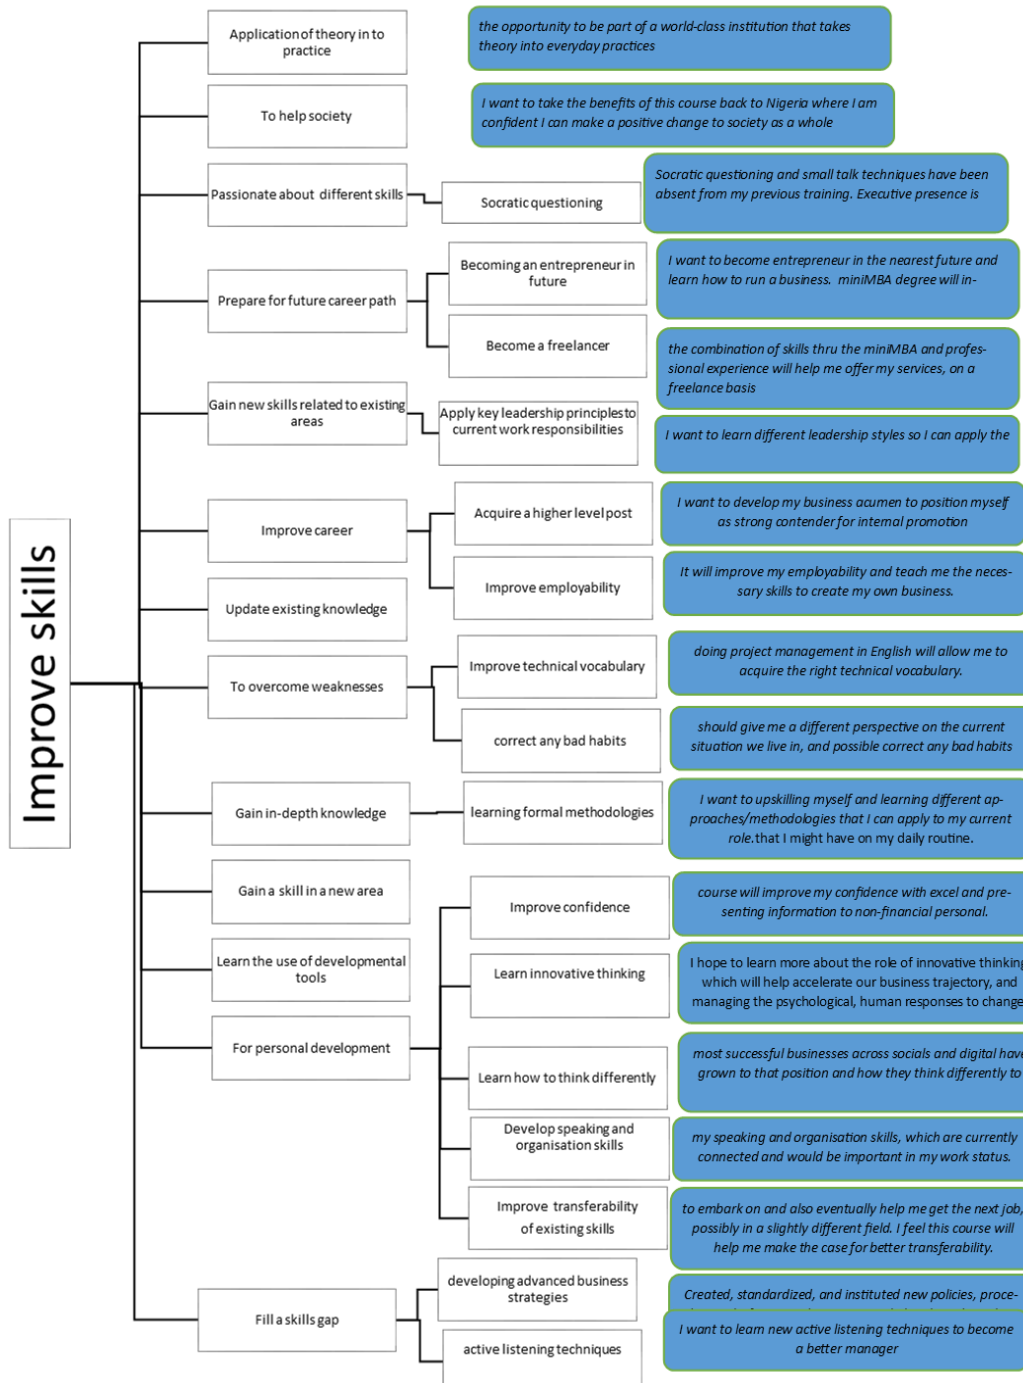 Improve skills
Application of theory in to
practice
the opportunity to be part of a world-class institution that takes
theory into everyday practices
To help society
I want to take the benefits of this course back to Nigeria where I am
confident I can make a positive change to society as a whole
Passionate about different skills
Socratic questioning
Socratic questioning and small talk techniques have been
absent from my previous training. Executive presence is
Prepare for future career path
Becoming an entrepreneur in
future
I want to become entrepreneur in the nearest future and
learn how to run a business. miniMBA degree will in-
Become a freelancer
the combination of skills thru the miniMBA and profes-
sional experience will help me offer my services, on a
freelance basis
Gain new skills related to existing
areas
Apply key leadership principles to
current work responsibilities
I want to learn different leadership styles so I can apply the
Improve career
Acquire a higher level post
I want to develop my business acumen to position myself
as strong contender for internal promotion
Improve employability
It will improve my employability and teach me the neces-
sary skills to create my own business.
Update existing knowledge
To overcome weaknesses
Improve technical vocabulary
doing project management in English will allow me to
acquire the right technical vocabulary.
correct any bad habits
should give me a different perspective on the current
situation we live in, and possible correct any bad habits
Gain in-depth knowledge
learning formal methodologies
I want to upskilling myself and learning different ap-
proaches/methodologies that I can apply to my current
role.that I might have on my daily routine.
Gain a skill in a new area
Learn the use of developmental
tools
For personal development
Improve confidence
course will improve my confidence with excel and pre-
senting information to non-financial personal.
Learn innovative thinking
I hope to learn more about the role of innovative thinking
which will help accelerate our business trajectory, and
managing the psychological, human responses to change
Learn how to think differently
most successful businesses across socials and digital have
grown to that position and how they think differently to
Develop speaking and
organisation skills
my speaking and organisation skills, which are currently
connected and would be important in my work status.
Improve transferability
of existing skills
to embark on and also eventually help me get the next job,
possibly in a slightly different field. I feel this course will
help me make the case for better transferability.
Fill a skills gap
developing advanced business
strategies
Created, standardized, and instituted new policies, proce-
active listening techniques
I want to learn new active listening techniques to become
a better manager